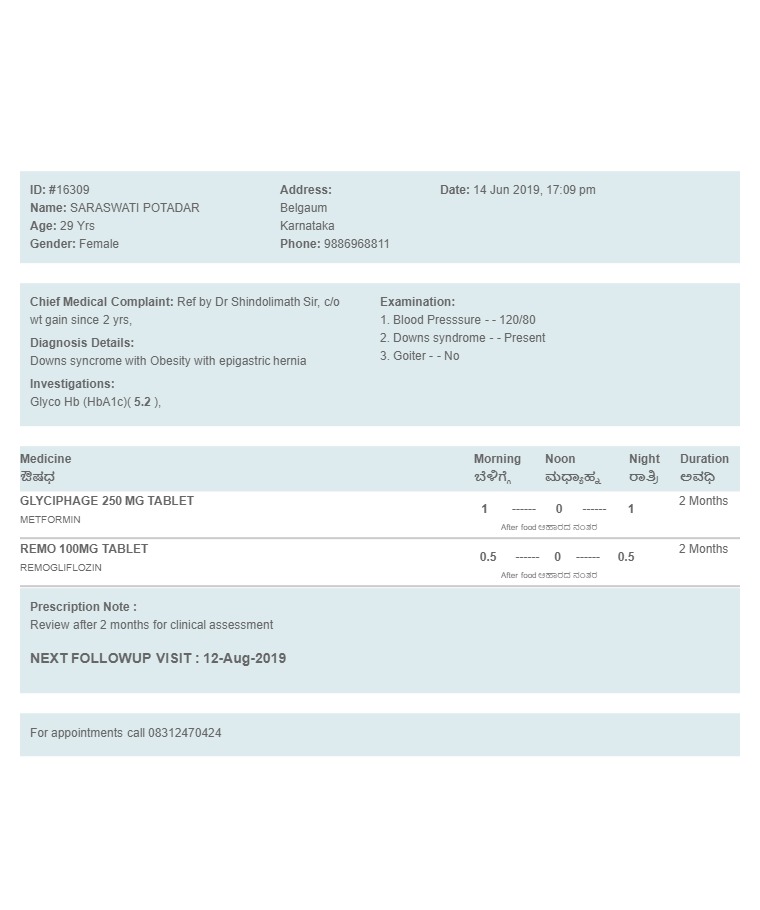 ID: #16309
Name: SARASWATI POTADAR
Age: 29 Yrs
Gender: Female
Address:
Belgaum
Karnataka
Phone: 9886968811
Date: 14 Jun 2019, 17:09 pm
Chief Medical Complaint: Ref by Dr Shindolimath Sir, c/o
wt gain since 2 yrs,
Diagnosis Details:
Downs syncrome with Obesity with epigastric hernia
Investigations:
Glyco Hb (HbA1c)( 5.2 ),
Examination:
1. Blood Presssure - - 120/80
2. Downs syndrome - - Present
3. Goiter - - No
Medicine Morning Noon Night Duration
ಔಷಧ ಬೆಳಿಗ್ಗೆ ಮಧ್ಯಾಹ್ನ ರಾತ್ರಿ ಅವಧಿ
GLYCIPHAGE 250 MG TABLET 1 ------ 0 ------ 1 2 Months
METFORMIN After food ಆಹಾರದ ನಂತರ
REMO 100MG TABLET 0.5 ------ 0 ------ 0.5 2 Months
REMOGLIFLOZIN After food ಆಹಾರದ ನಂತರ
Prescription Note :
Review after 2 months for clinical assessment
NEXT FOLLOWUP VISIT : 12-Aug-2019
For appointments call 08312470424